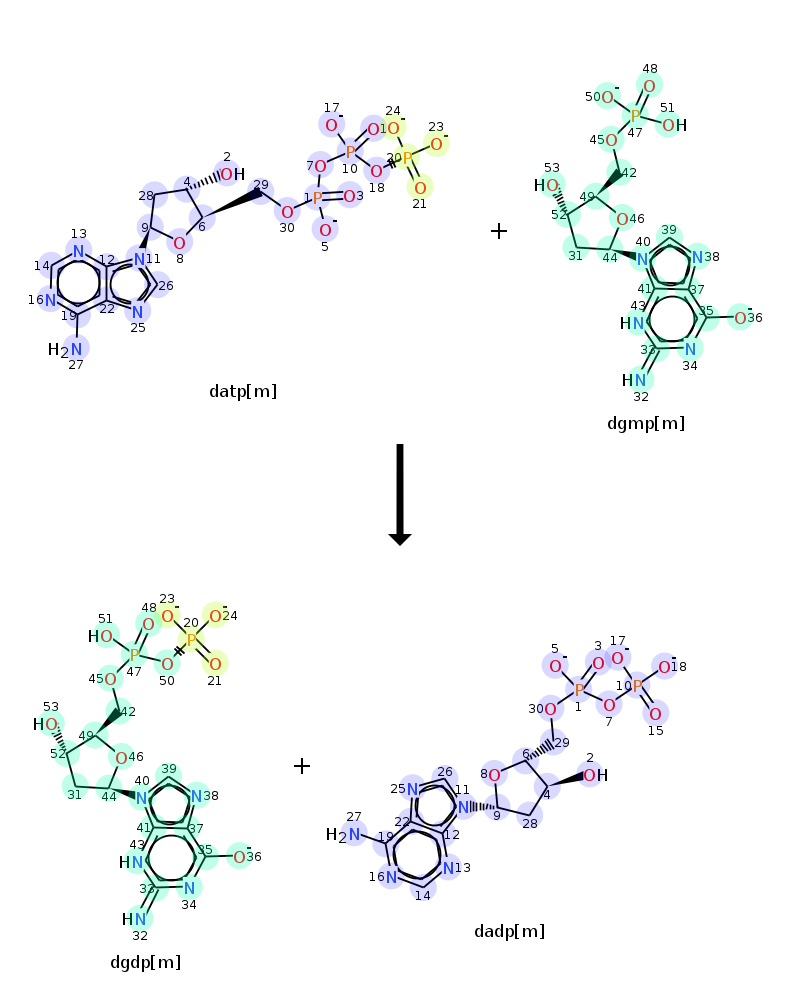 48
50 O- O
P 51
47 OH
45 O
53 HO
42
49
52
O 46
39
31 44
40 N N 38
41 37
43 35
HN O- 36
33 N
34
HN
32
dgmp[m]
17 O-
O 15
24 O-
23 O-
P 10
20 P
O 18
O 21
7 O
2 OH
4
28
29
1 P O 3
O 30
O- 5
9
6
O 8
13 N
14
12 N 11
26
16 N
19 22
N 25
H2N
27
datp[m]
+
23 O-
O- 24
51 HO
48 O
20 P
P 47
O 50
O 21
45 O
53 HO
42
49
52
O 46
39
31 44
40 N N 38
41 37
43 HN
35
O- 36
33 N
34
HN
32
dgdp[m]
+
5 O-
3 O
17 O-
O- 18
P 1
10 P
30 O
O 7
O 15
29
6
8 O
2 OH
4
26
25 N
11 N
9
28
27 H2N
22
12
19
16 N
N 13
14
dadp[m]